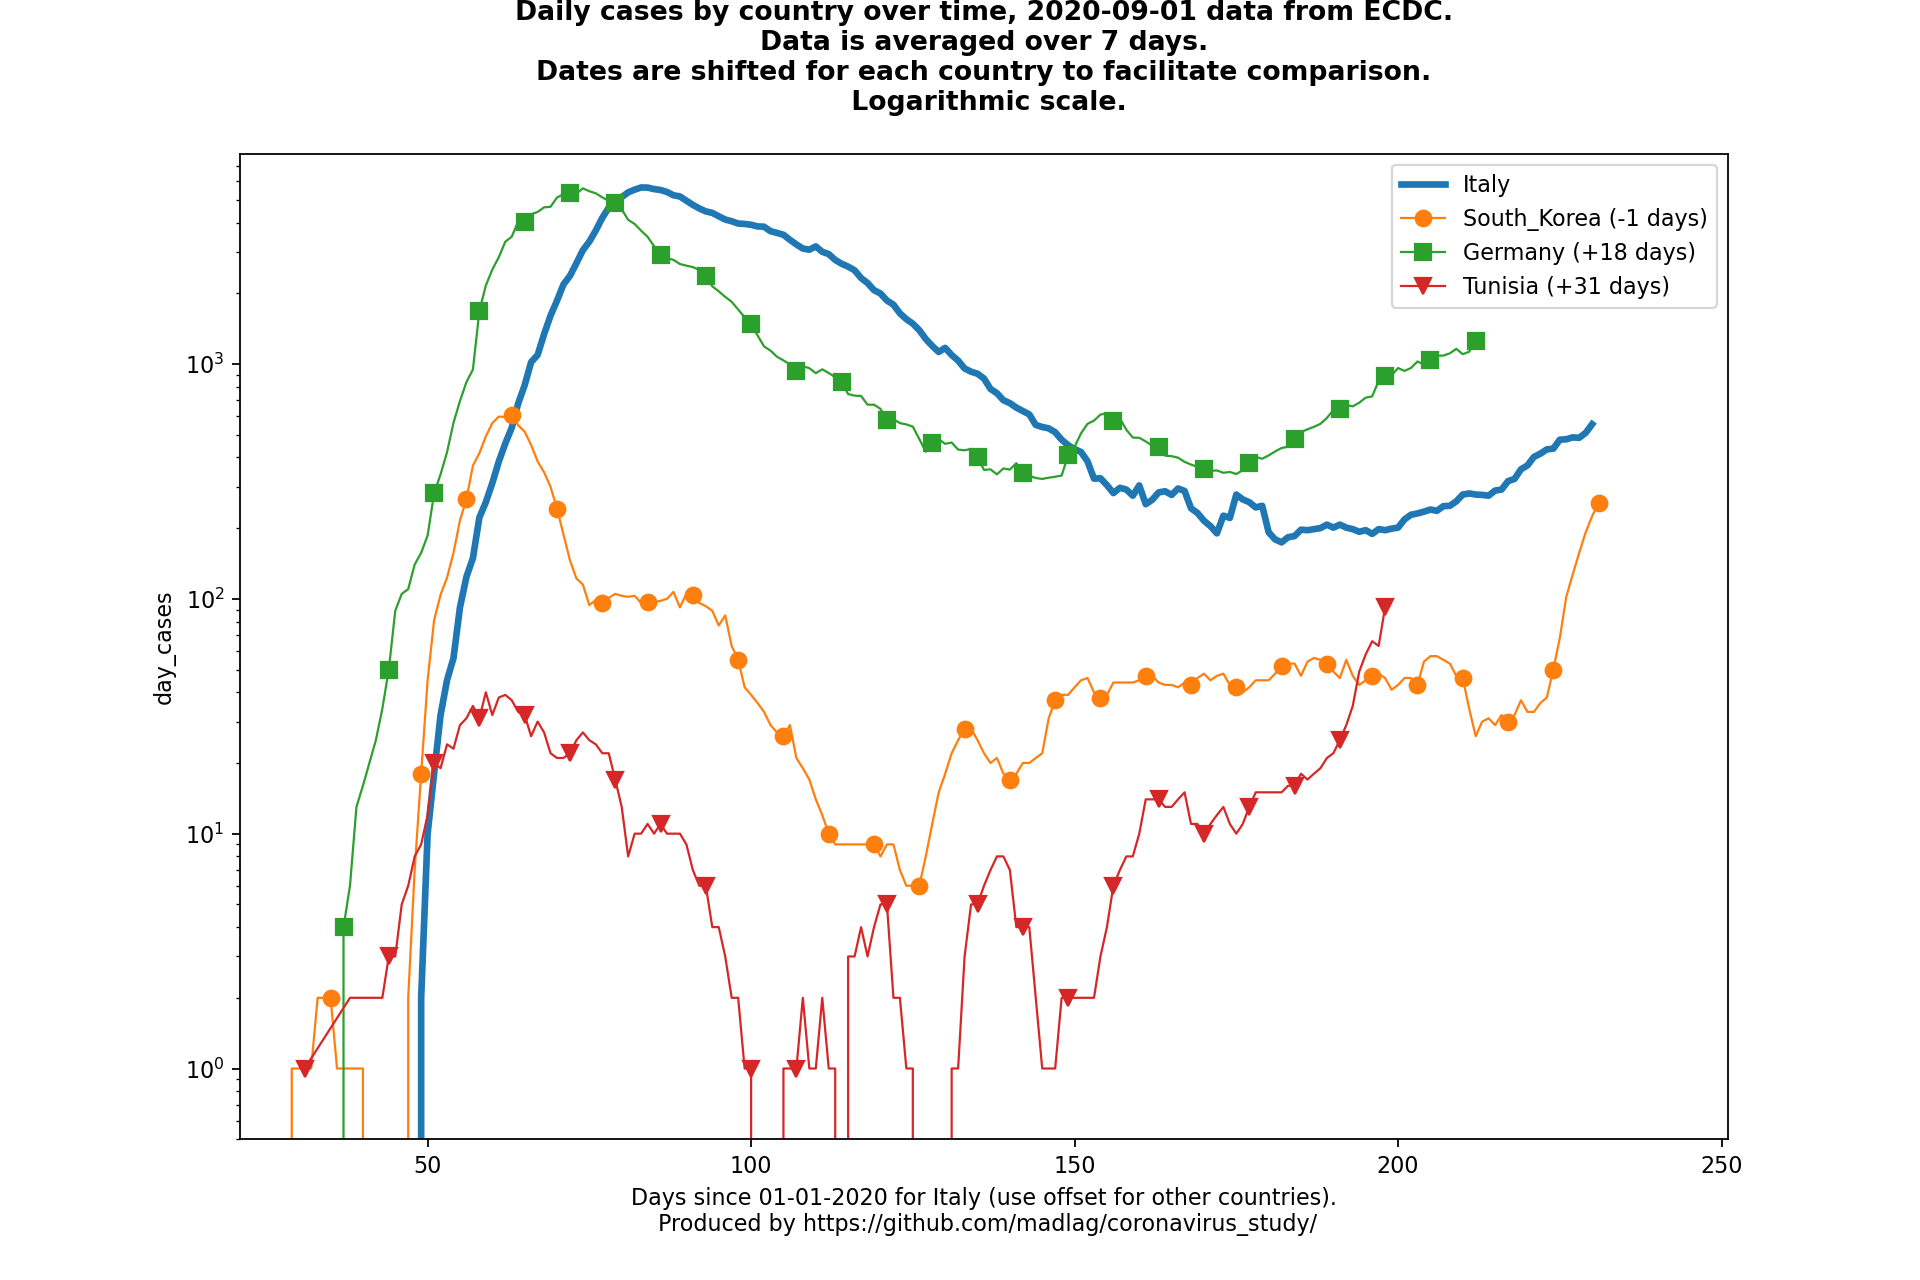 Daily cases by country over time, 2020-09-01 data from ECDC.
Data is averaged over 7 days.
Dates are shifted for each country to facilitate comparison.
Logarithmic scale.
Italy
South_Korea (-1 days)
Germany (+18 days)
Tunisia (+31 days)
10³
10²
10¹
10⁰
day_cases
50 100 150 200 250
Days since 01-01-2020 for Italy (use offset for other countries).
Produced by https://github.com/madlag/coronavirus_study/